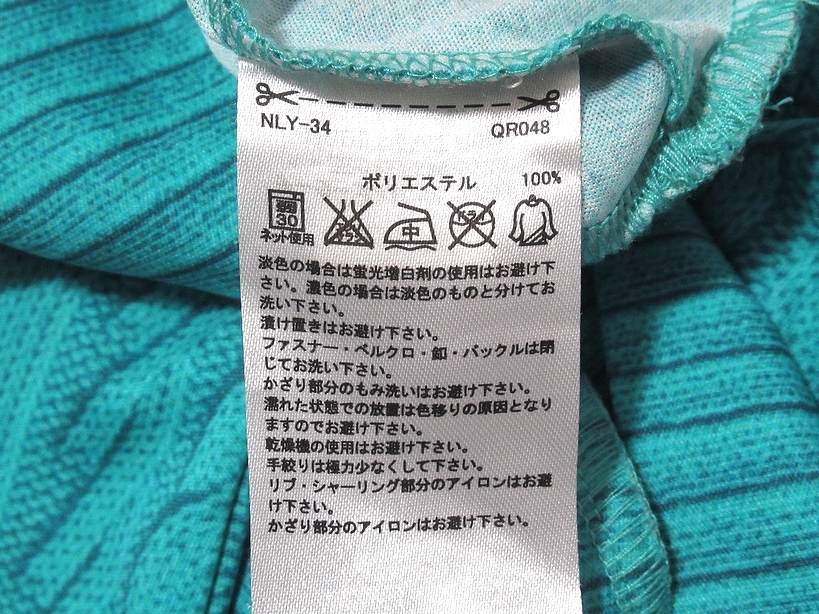 NLY-34 QR048
ポリエステル 100%
30 中 ドライ
ネット使用
淡色の場合は蛍光増白剤の使用はお避け下
さい。濃色の場合は淡色のものと分けてお
洗い下さい。
漬け置きはお避け下さい。
ファスナー・ベルクロ・釦・バックルは閉
じてお洗い下さい。
かざり部分のもみ洗いはお避け下さい。
濡れた状態での放置は色移りの原因となり
ますのでお避け下さい。
乾燥機の使用はお避け下さい。
手絞りは極力少なくして下さい。
リブ・シャーリング部分のアイロンはお避
け下さい。
かざり部分のアイロンはお避け下さい。